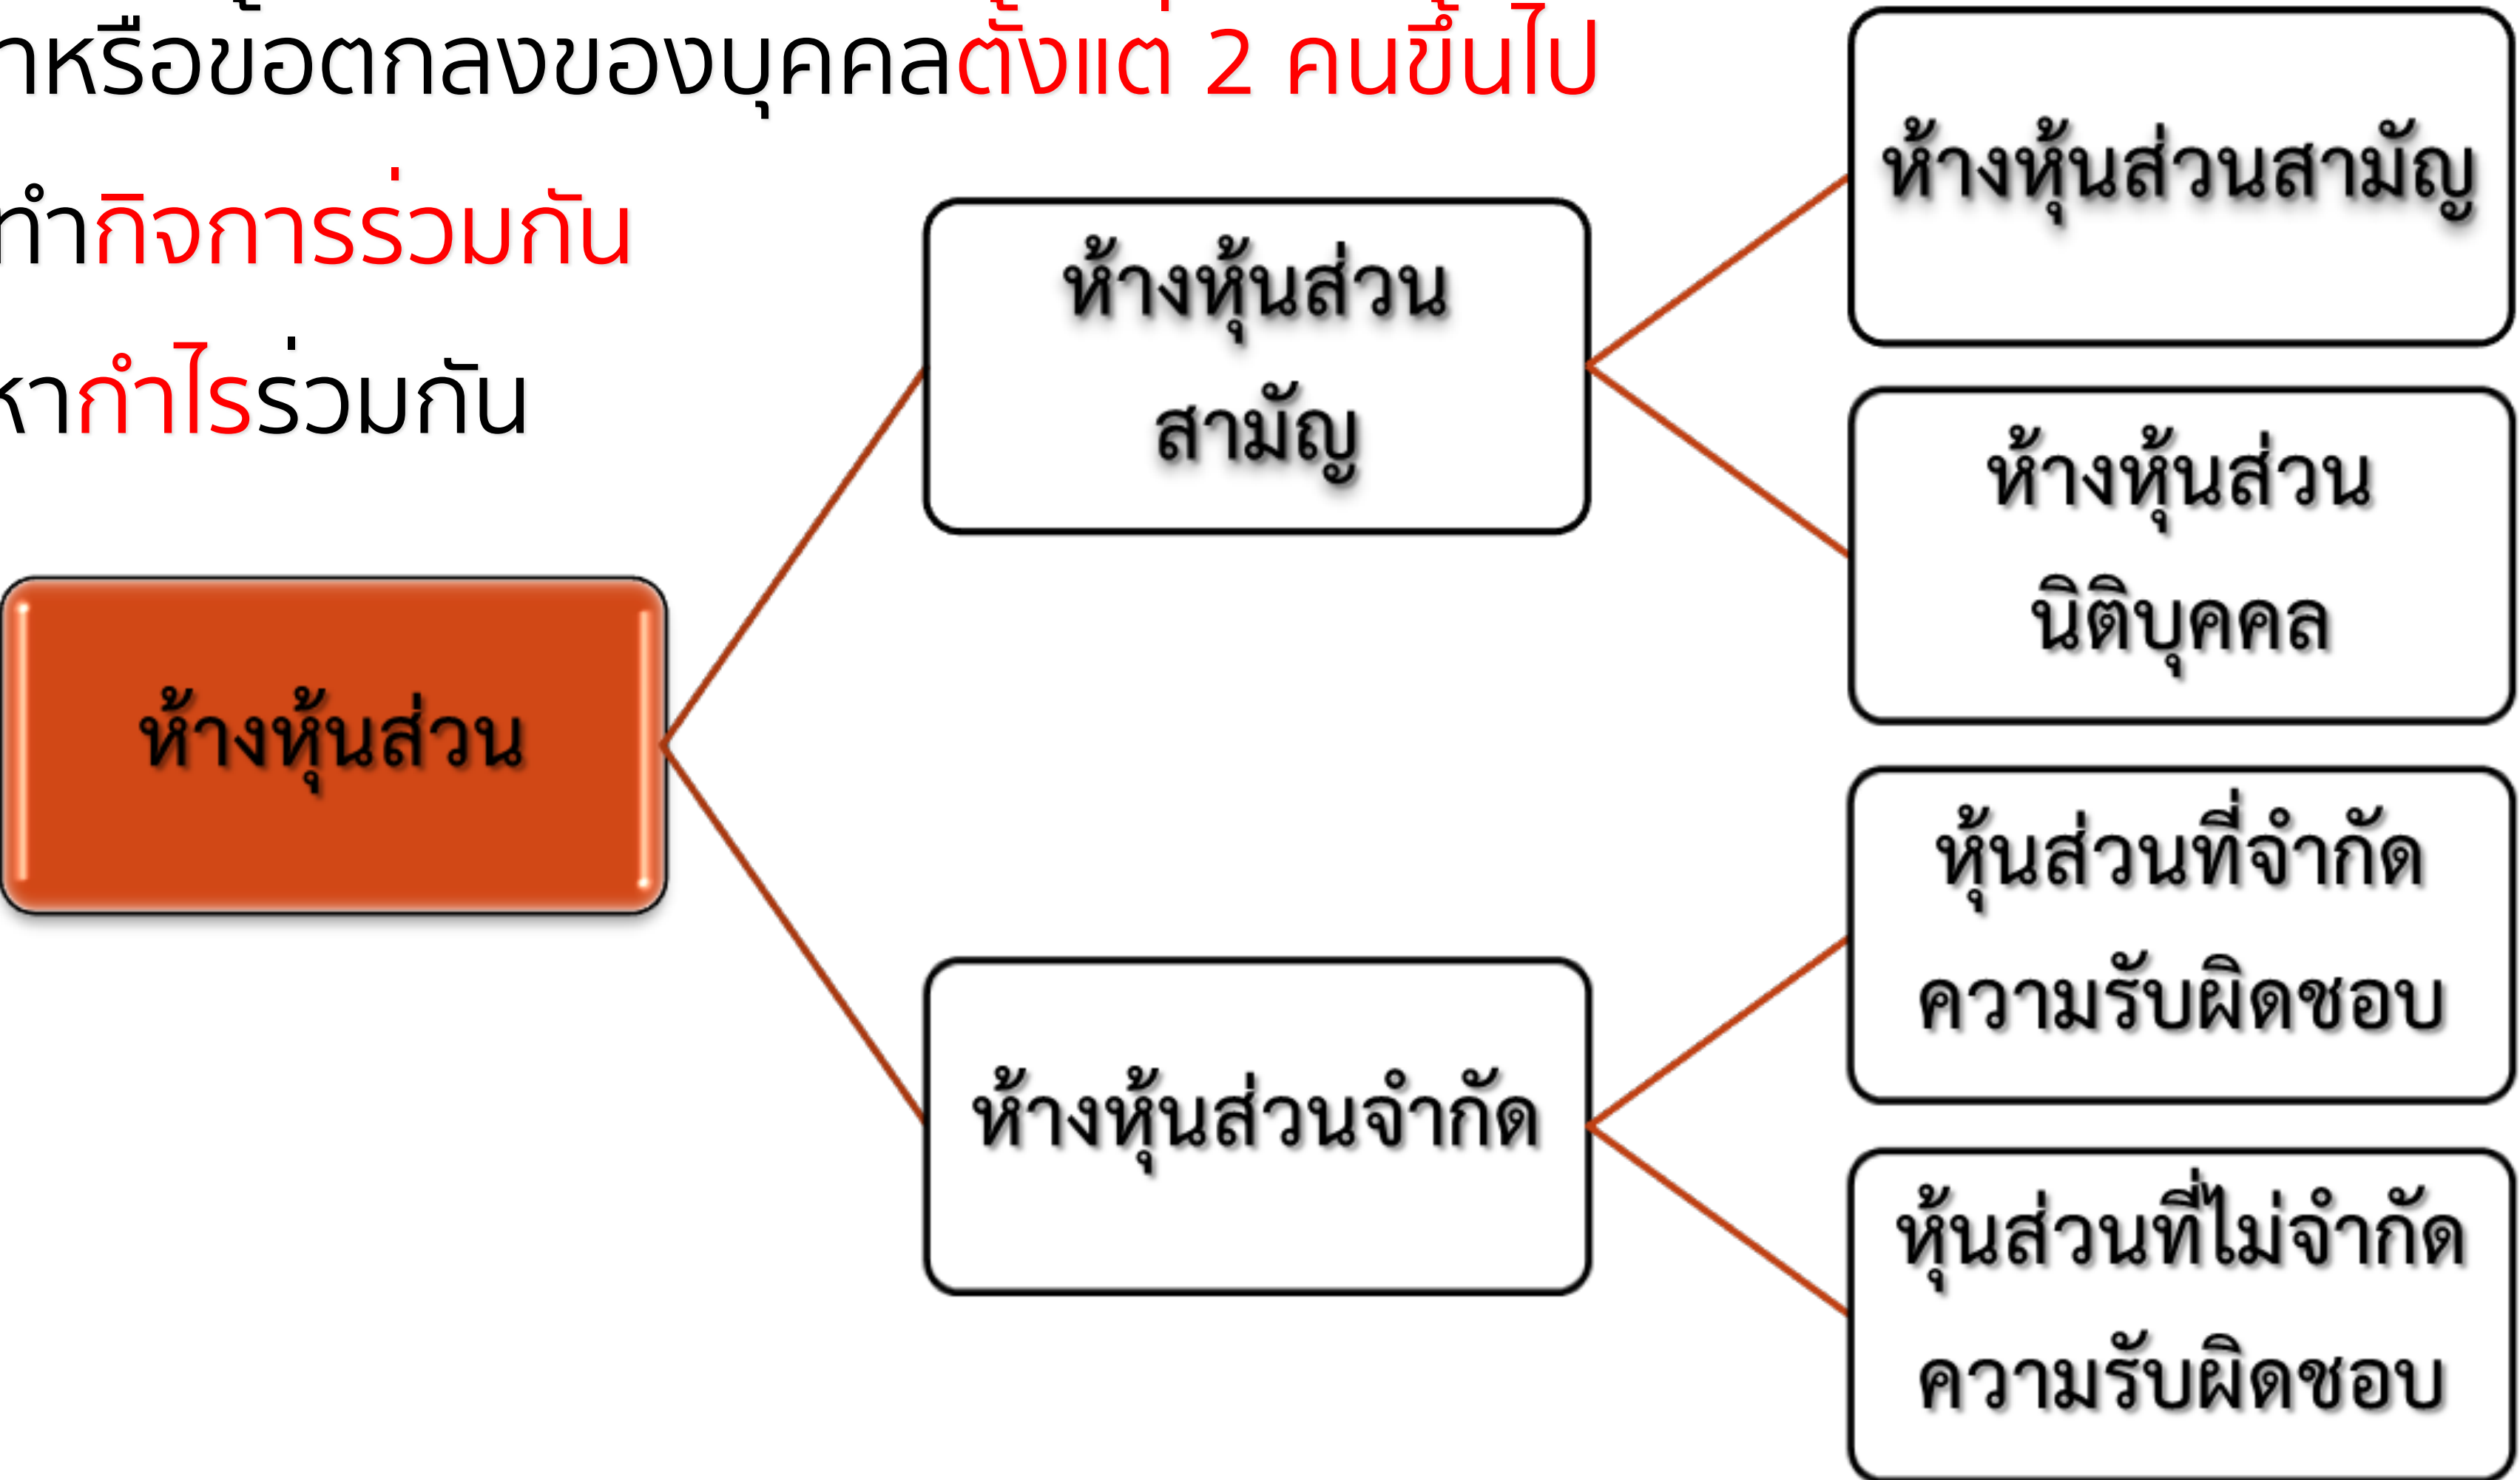 หรือข้อตกลงของบุคคลตั้งแต่ 2 คนขึ้นไป
ทำกิจการร่วมกัน
หากำไรร่วมกัน
ห้างหุ้นส่วน
ห้างหุ้นส่วน
สามัญ
ห้างหุ้นส่วนสามัญ
ห้างหุ้นส่วน
นิติบุคคล
ห้างหุ้นส่วนจำกัด
หุ้นส่วนที่จำกัด
ความรับผิดชอบ
หุ้นส่วนที่ไม่จำกัด
ความรับผิดชอบ